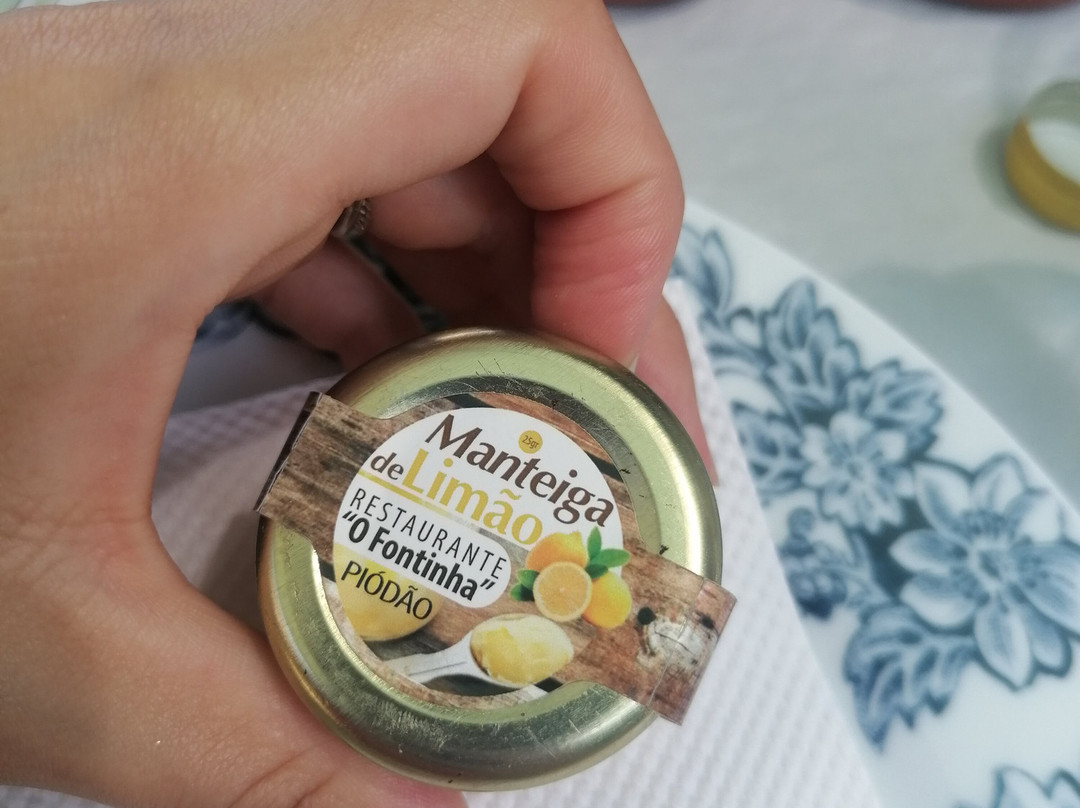 25gr
Manteiga
de Limão
RESTAURANTE
"O Fontinha"
PIÓDÃO